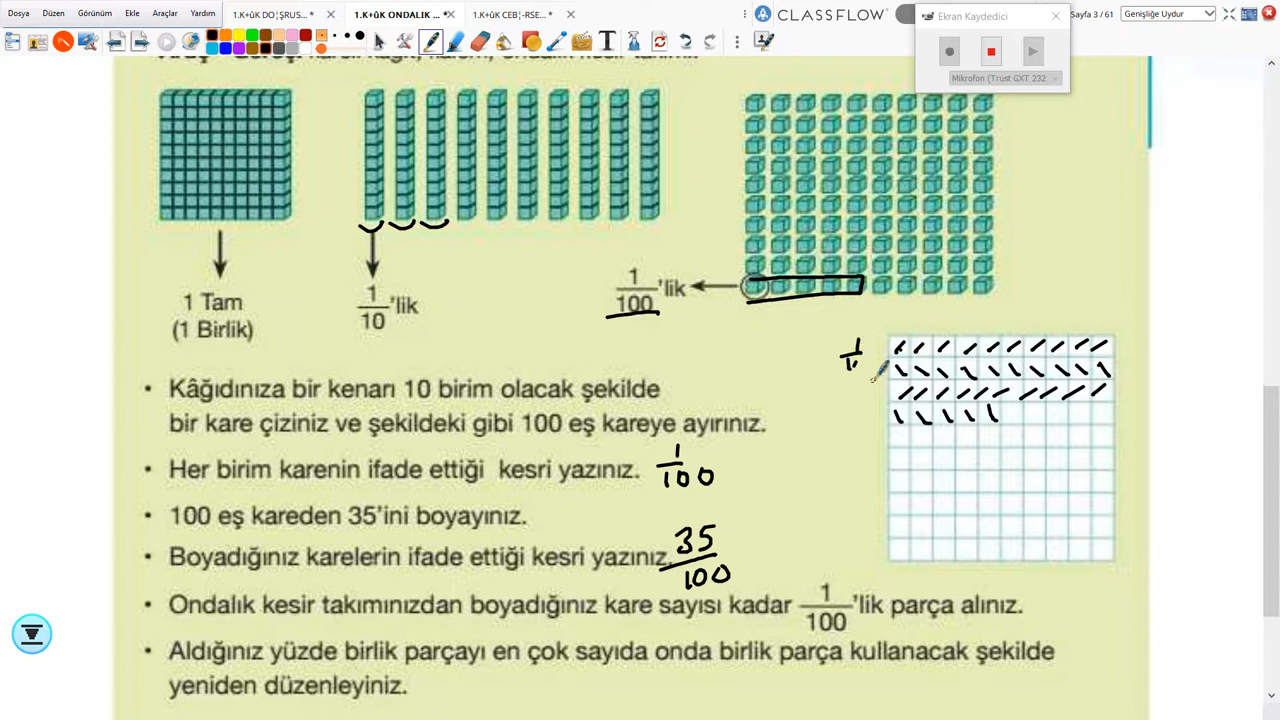 Dosya Düzen Görünüm Ekle Araçlar Yardım
1.K+ûK DO¦SRUS... * 1.K+ûK ONDALIK ... * 1.K+ûK CEB¦-RSE... *
CLASSFLOW
Ekran Kaydedici
Mikrofon (Trust GXT 232
Sayfa 3 / 61
Genişliğe Uydur
1 Tam
(1 Birlik)
1
10 'lik
1
100 'lik
1
• Kâğıdınıza bir kenarı 10 birim olacak şekilde
bir kare çiziniz ve şekildeki gibi 100 eş kareye ayırınız.
• Her birim karenin ifade ettiği kesri yazınız. 1
100
• 100 eş kareden 35'ini boyayınız.
• Boyadığınız karelerin ifade ettiği kesri yazınız. 35
100
• Ondalık kesir takımınızdan boyadığınız kare sayısı kadar 1
100 'lik parça alınız.
• Aldığınız yüzde birlik parçayı en çok sayıda onda birlik parça kullanacak şekilde
yeniden düzenleyiniz.